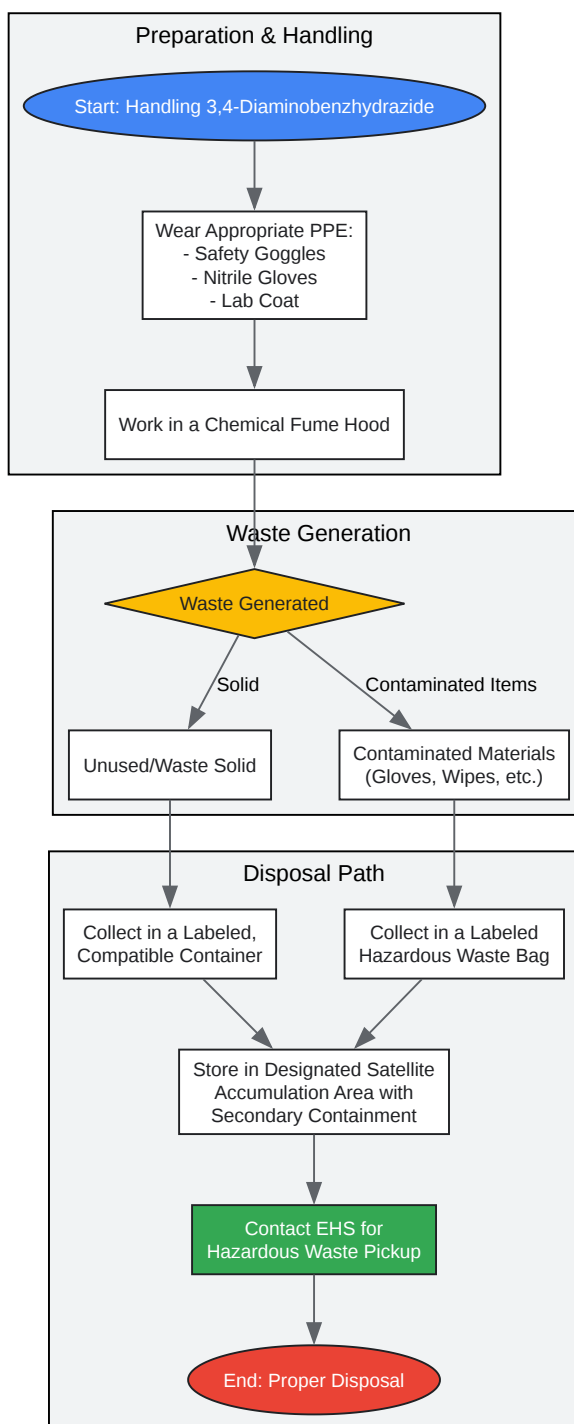 Preparation & Handling
Start: Handling 3,4-Diaminobenzhydrazide
Wear Appropriate PPE:
- Safety Goggles
- Nitrile Gloves
- Lab Coat
Work in a Chemical Fume Hood
Waste Generation
Waste Generated
Solid
Contaminated Items
Unused/Waste Solid
Contaminated Materials
(Gloves, Wipes, etc.)
Disposal Path
Collect in a Labeled,
Compatible Container
Collect in a Labeled
Hazardous Waste Bag
Store in Designated Satellite
Accumulation Area with
Secondary Containment
Contact EHS for
Hazardous Waste Pickup
End: Proper Disposal